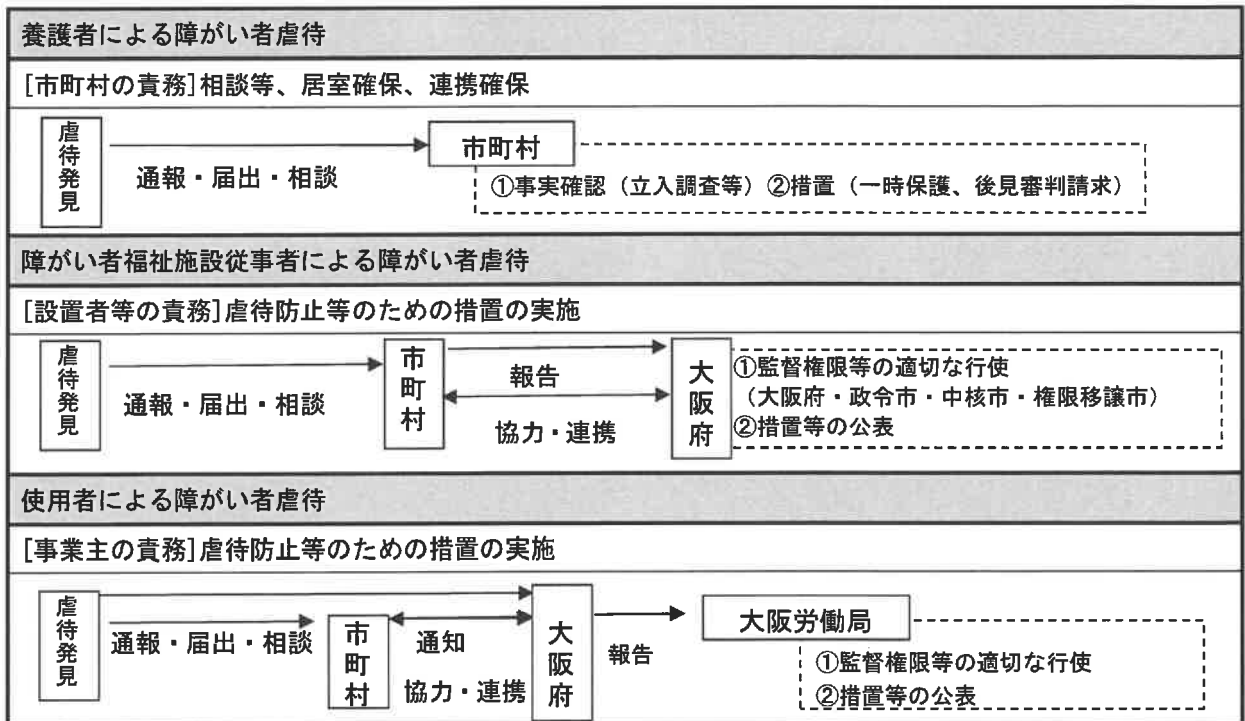 養護者による障がい者虐待
[市町村の責務]相談等、居室確保、連携確保
虐待発見
通報・届出・相談
市町村
①事実確認（立入調査等）②措置（一時保護、後見審判請求）
障がい者福祉施設従事者による障がい者虐待
[設置者等の責務]虐待防止等のための措置の実施
虐待発見
通報・届出・相談
市町村
報告
協力・連携
大阪府
①監督権限等の適切な行使
（大阪府・政令市・中核市・権限移譲市）
②措置等の公表
使用者による障がい者虐待
[事業主の責務]虐待防止等のための措置の実施
虐待発見
通報・届出・相談
市町村
通知
協力・連携
大阪府
報告
大阪労働局
①監督権限等の適切な行使
②措置等の公表